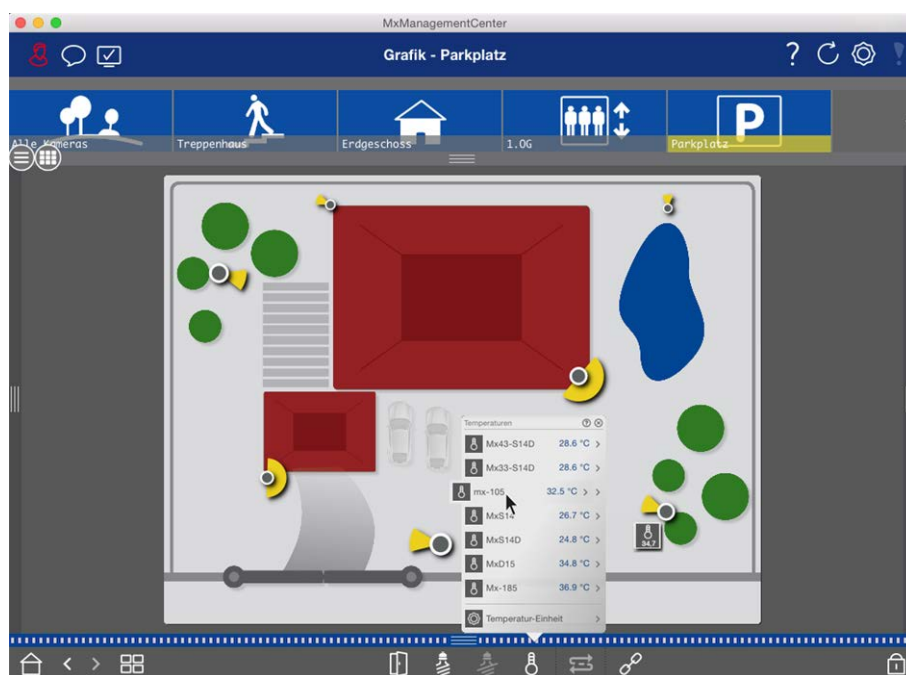 MxManagementCenter
Grafik - Parkplatz
?
Alle Kameras
Treppenhaus
Erdgeschoss
1.OG
P
Parkplatz
Temperaturen
?
Mx43-S14D 28.6 °C >
Mx33-S14D 28.6 °C >
mx-105 32.5 °C > >
MxS14 26.7 °C >
MxS14D 24.8 °C >
34.7
MxD15 34.8 °C >
Mx-185 36.9 °C >
Temperatur-Einheit >